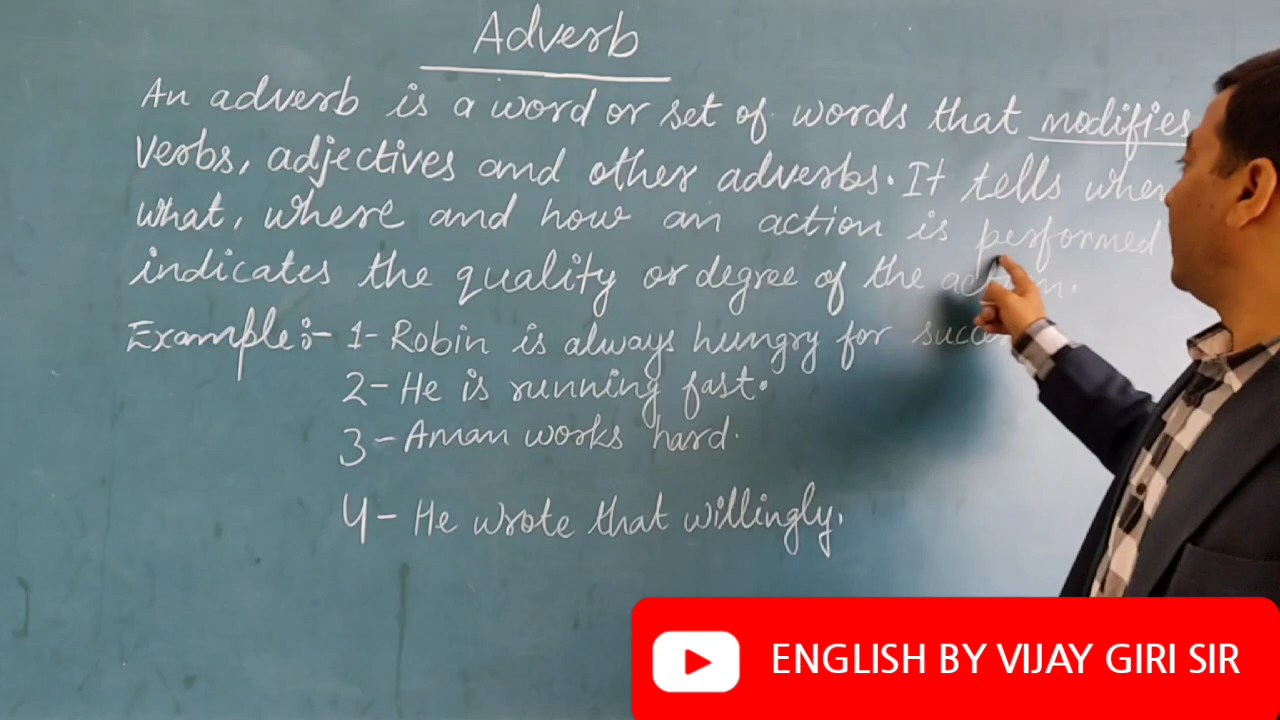 Adverb
An adverb is a word or set of words that modifies
verbs, adjectives and other adverbs. It tells
what, where and how an action is performed
indicates the quality or degree of the action.
Example:- 1- Robin is always hungry for
2- He is running fast.
3- Aman works hard.
4- He wrote that willingly.
ENGLISH BY VIJAY GIRI SIR